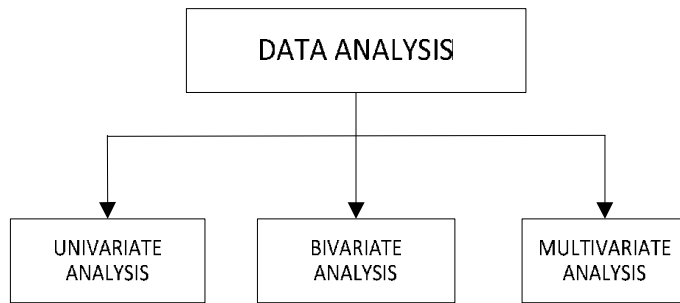 DATA ANALYSIS
UNIVARIATE
ANALYSIS
BIVARIATE
ANALYSIS
MULTIVARIATE
ANALYSIS